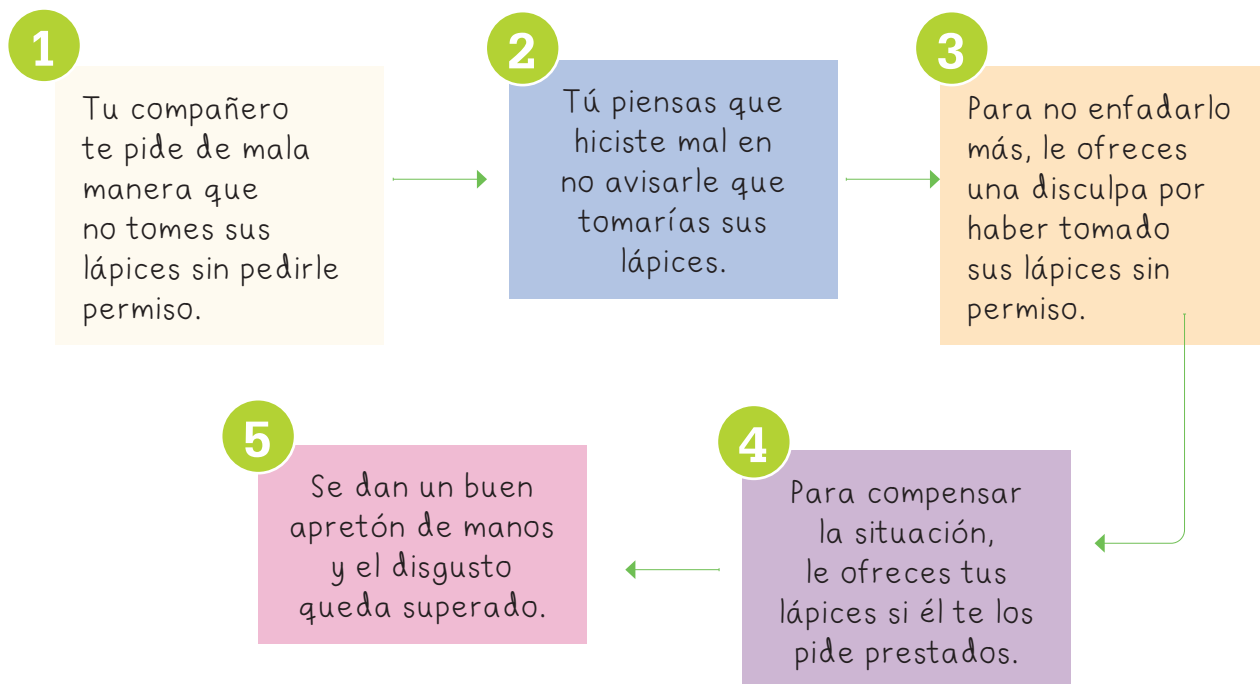 1
Tu compañero
te pide de mala
manera que
no tomes sus
lápices sin pedirle
permiso.
2
Tú piensas que
hiciste mal en
no avisarle que
tomarías sus
lápices.
3
Para no enfadarlo
más, le ofreces
una disculpa por
haber tomado
sus lápices sin
permiso.
4
Para compensar
la situación,
le ofreces tus
lápices si él te los
pide prestados.
5
Se dan un buen
apretón de manos
y el disgusto
queda superado.